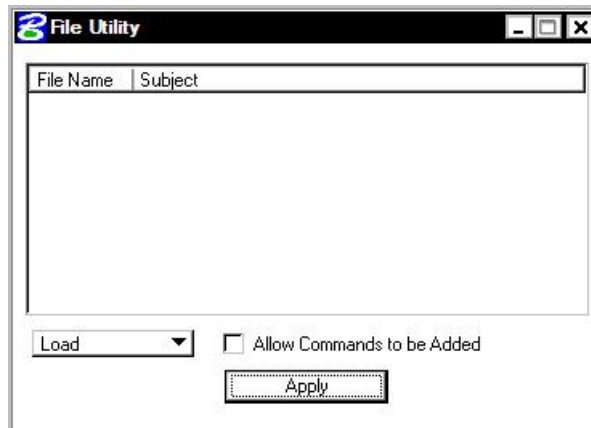 File Utility
File Name Subject
Load Allow Commands to be Added
Apply